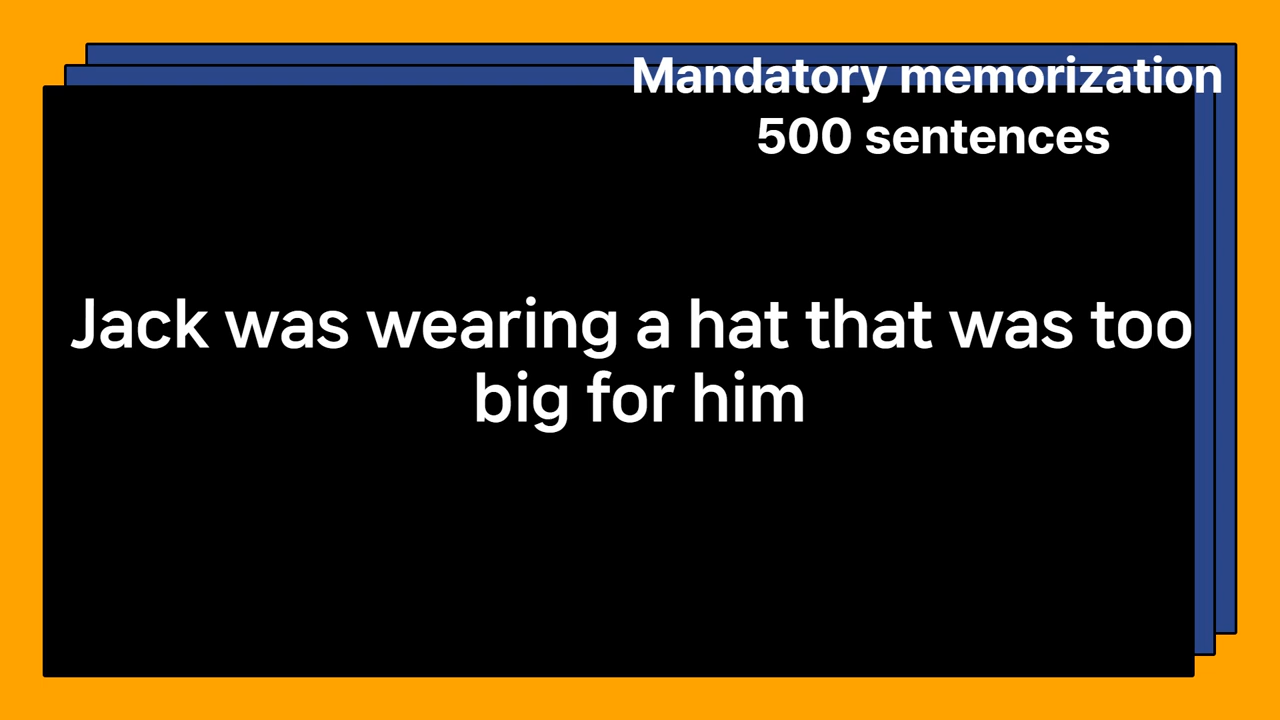 Mandatory memorization
500 sentences
Jack was wearing a hat that was too
big for him